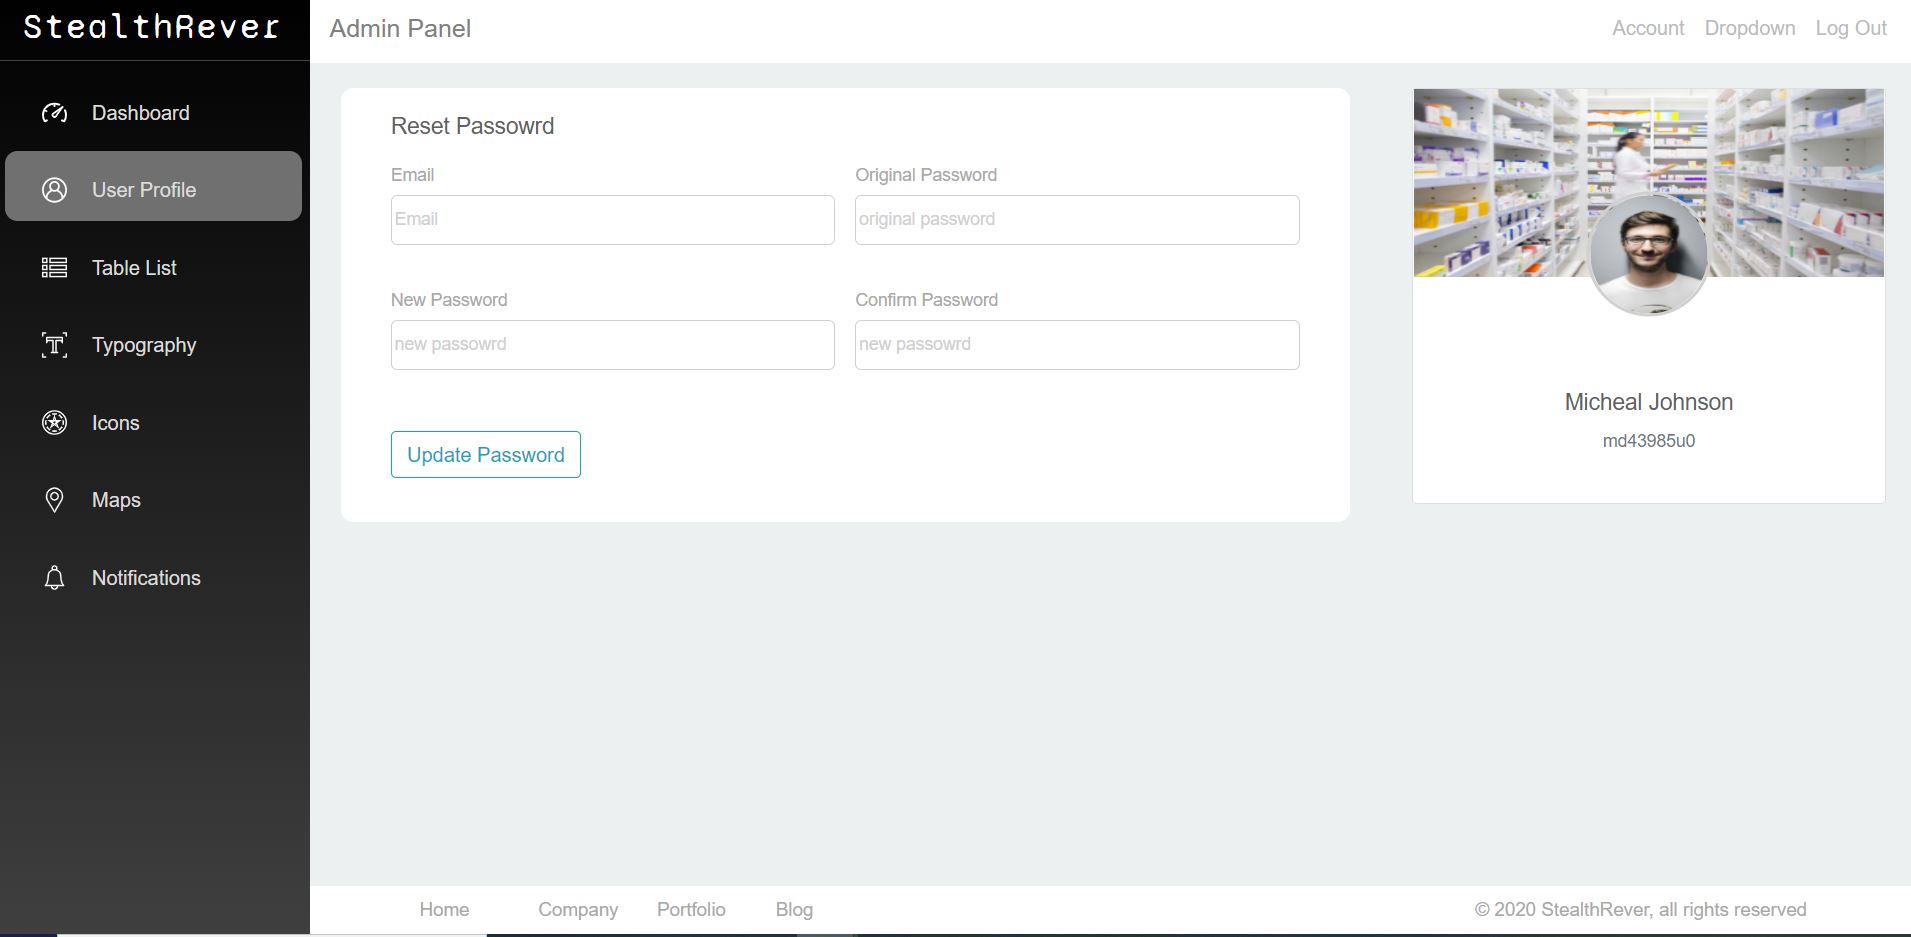 StealthRever
Admin Panel
Account Dropdown Log Out
Dashboard
User Profile
Table List
Typography
Icons
Maps
Notifications
Reset Passowrd
Email
Original Password
Email
original password
New Password
Confirm Password
new passowrd
new passowrd
Update Password
Micheal Johnson
md43985u0
Home Company Portfolio Blog
© 2020 StealthRever, all rights reserved